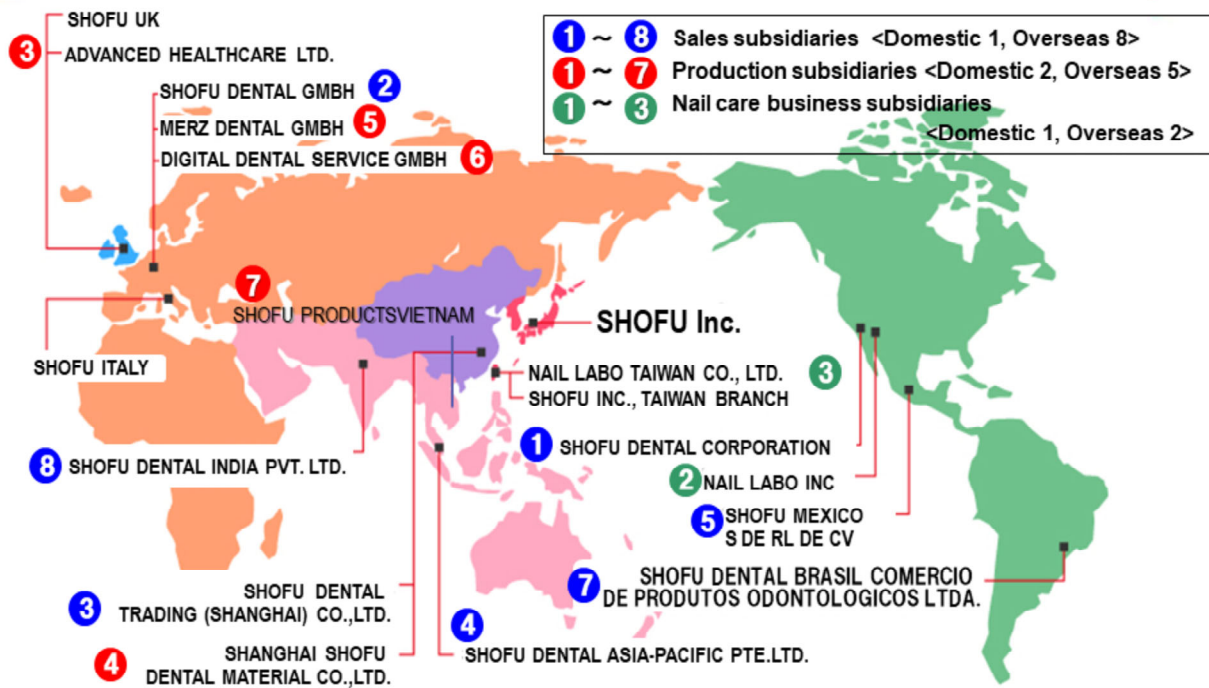 SHOFU UK
3 ADVANCED HEALTHCARE LTD.
SHOFU DENTAL GMBH 2
MERZ DENTAL GMBH 5
DIGITAL DENTAL SERVICE GMBH 6
1 ~ 8 Sales subsidiaries <Domestic 1, Overseas 8>
1 ~ 7 Production subsidiaries <Domestic 2, Overseas 5>
1 ~ 3 Nail care business subsidiaries
<Domestic 1, Overseas 2>
7
SHOFU PRODUCTSVIETNAM
SHOFU Inc.
SHOFU ITALY
NAIL LABO TAIWAN CO., LTD. 3
SHOFU INC., TAIWAN BRANCH
1 SHOFU DENTAL CORPORATION
8 SHOFU DENTAL INDIA PVT. LTD.
2 NAIL LABO INC
5 SHOFU MEXICO
S DE RL DE CV
7 SHOFU DENTAL BRASIL COMERCIO
DE PRODUTOS ODONTOLOGICOS LTDA.
3 SHOFU DENTAL
TRADING (SHANGHAI) CO.,LTD.
4 SHOFU DENTAL ASIA-PACIFIC PTE.LTD.
4 SHANGHAI SHOFU
DENTAL MATERIAL CO.,LTD.